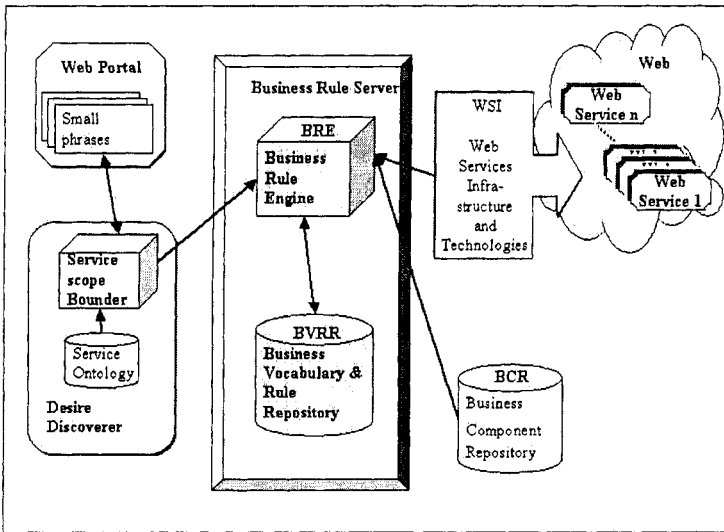 Web Portal
Small
phrases
Service
scope
Bounder
Service
Ontology
Desire
Discoverer
Business Rule Server
BRE
Business
Rule
Engine
BVRR
Business
Vocabulary &
Rule
Repository
WSI
Web
Services
Infra-
structure
and
Technologies
Web
Web
Service n
Web
Service 1
BCR
Business
Component
Repository